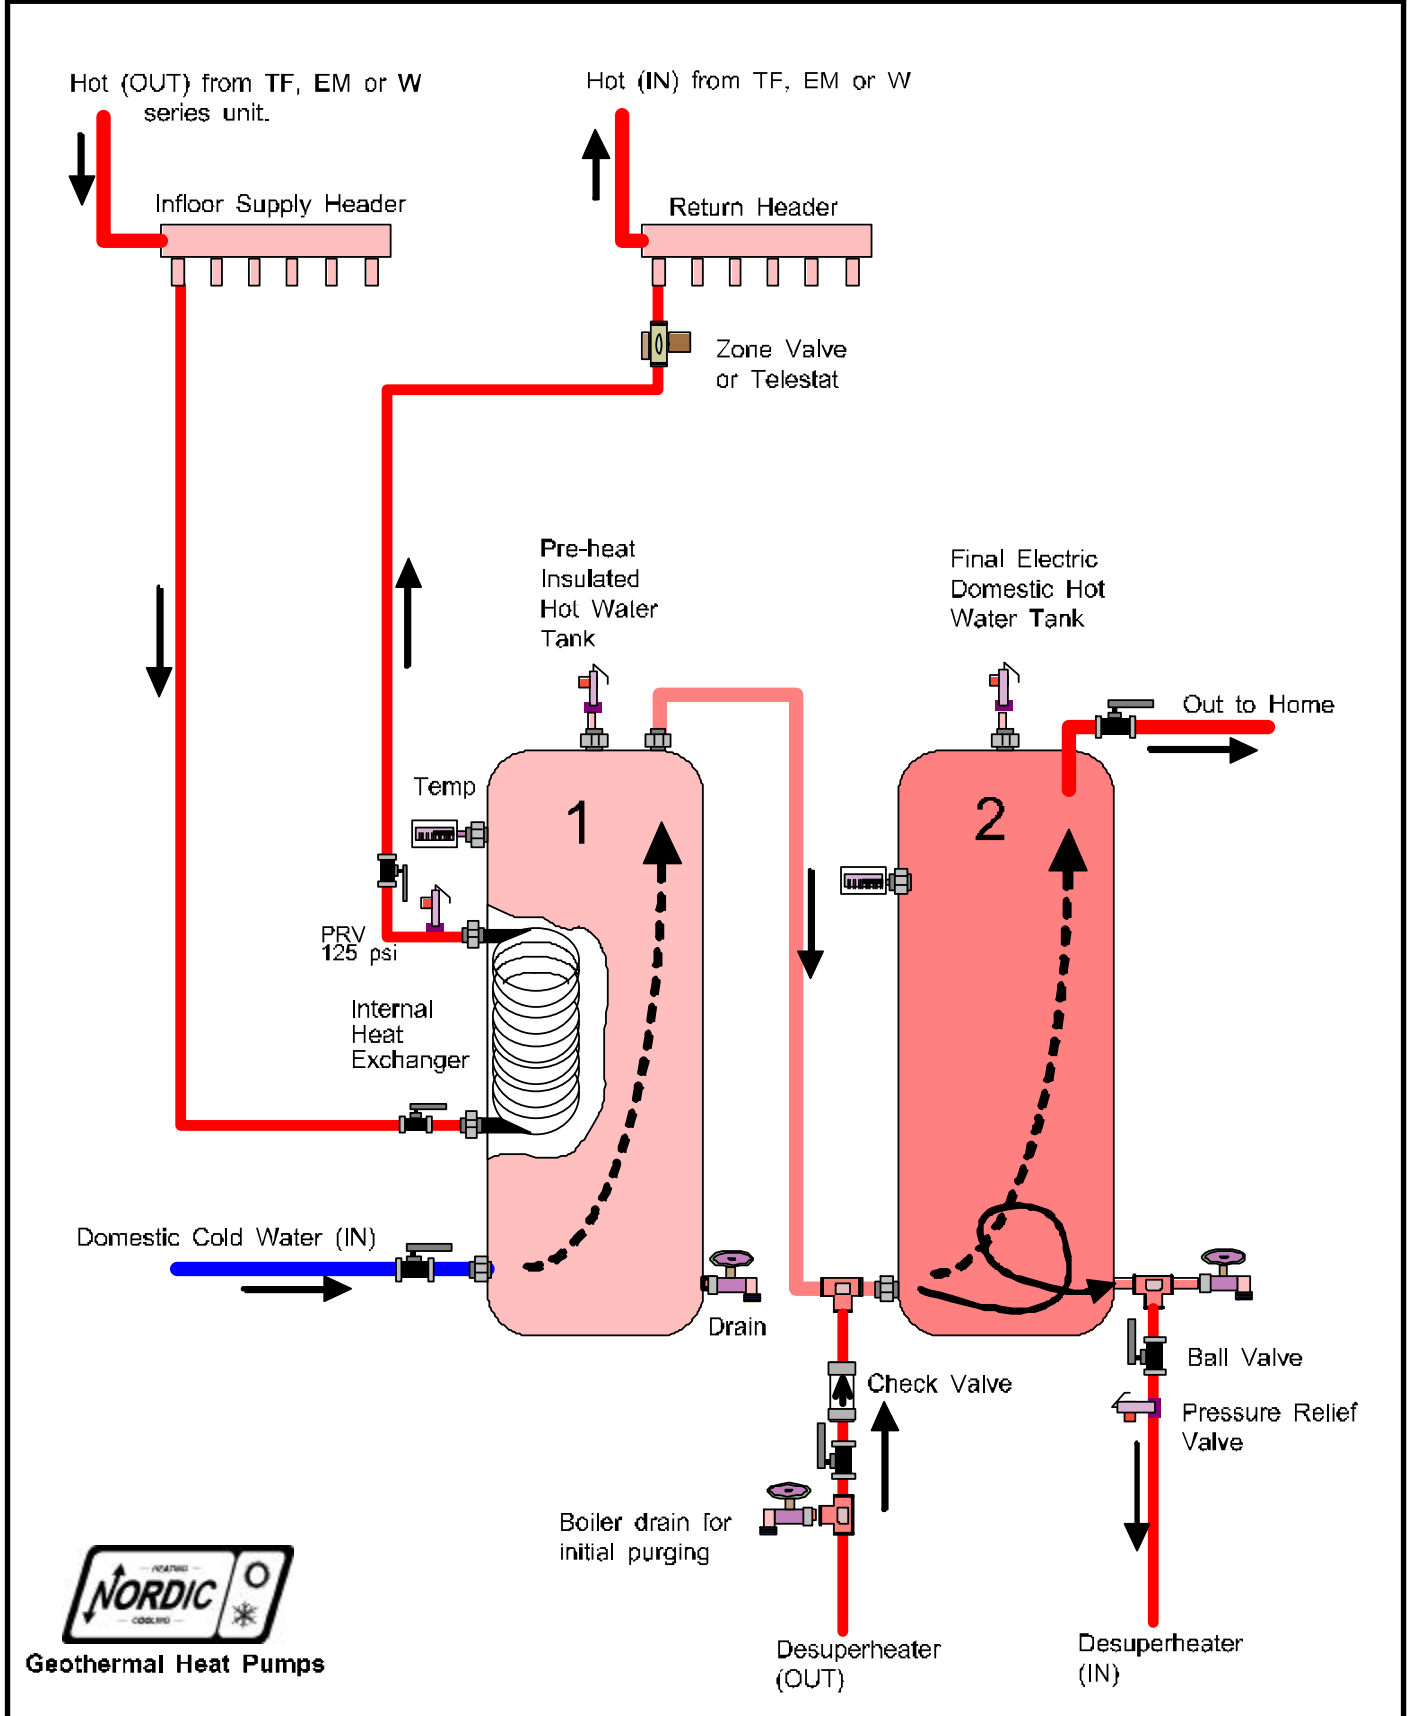 Hot (OUT) from TF, EM or W
series unit.
Hot (IN) from TF, EM or W
Infloor Supply Header
Return Header
Zone Valve
or Telestat
Pre-heat
Insulated
Hot Water
Tank
Final Electric
Domestic Hot
Water Tank
Out to Home
Temp
1
2
PRV
125 psi
Internal
Heat
Exchanger
Domestic Cold Water (IN)
Drain
Ball Valve
Check Valve
Pressure Relief
Valve
Boiler drain for
initial purging
HEATING
NORDIC
COOLING
Geothermal Heat Pumps
Desuperheater
(OUT)
Desuperheater
(IN)